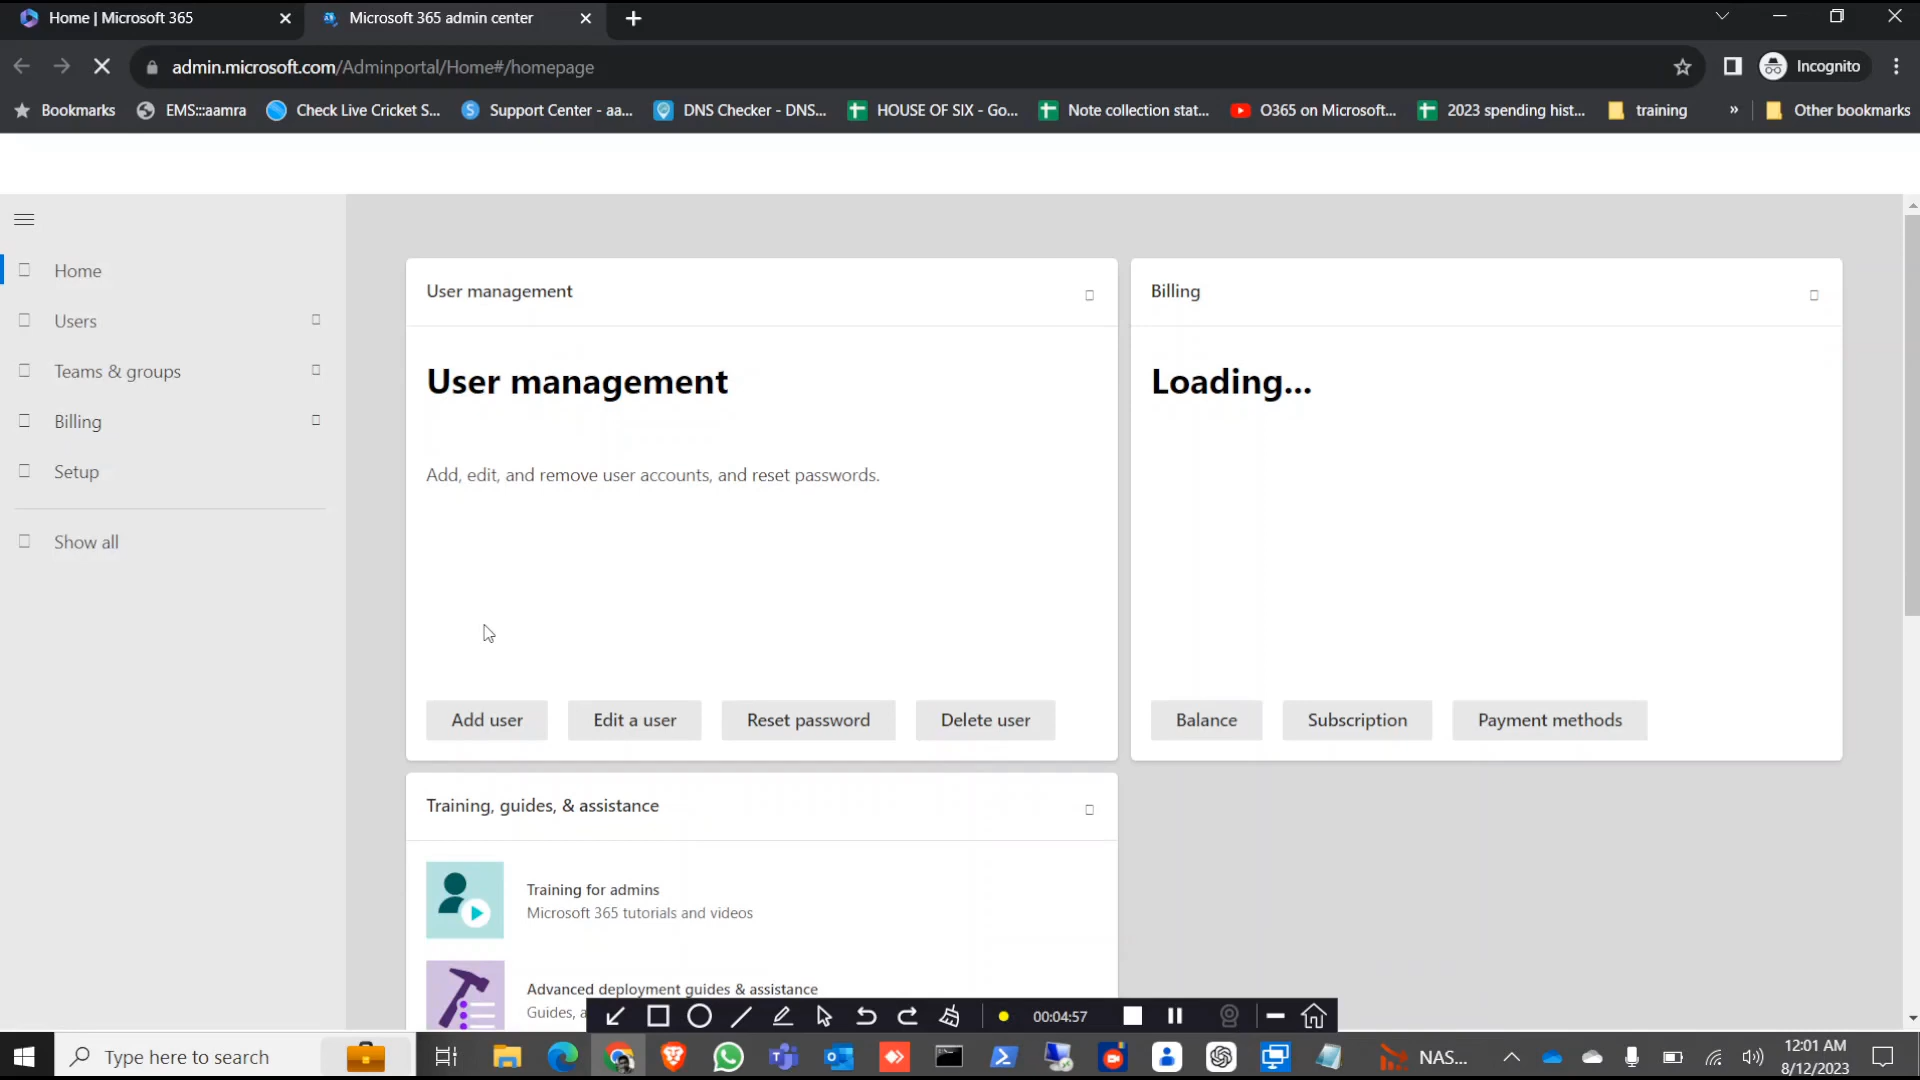 Home | Microsoft 365
Microsoft 365 admin center
admin.microsoft.com/Adminportal/Home#/homepage
Incognito
Bookmarks
EMS:::aamra
Check Live Cricket S...
Support Center - aa...
DNS Checker - DNS...
HOUSE OF SIX - Go...
Note collection stat...
O365 on Microsoft...
2023 spending hist...
training
»
Other bookmarks
Home
Users
Teams & groups
Billing
Setup
Show all
User management
User management
Add, edit, and remove user accounts, and reset passwords.
Add user
Edit a user
Reset password
Delete user
Billing
Loading...
Balance
Subscription
Payment methods
Training, guides, & assistance
Training for admins
Microsoft 365 tutorials and videos
Advanced deployment guides & assistance
Guides, a
00:04:57
Type here to search
NAS...
12:01 AM
8/12/2023